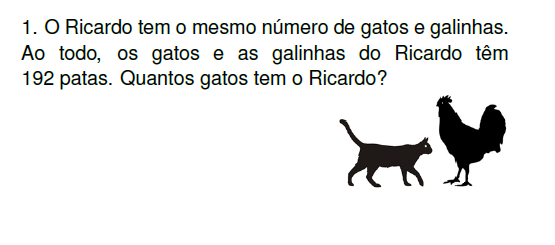 1. O Ricardo tem o mesmo número de gatos e galinhas.
Ao todo, os gatos e as galinhas do Ricardo têm
192 patas. Quantos gatos tem o Ricardo?